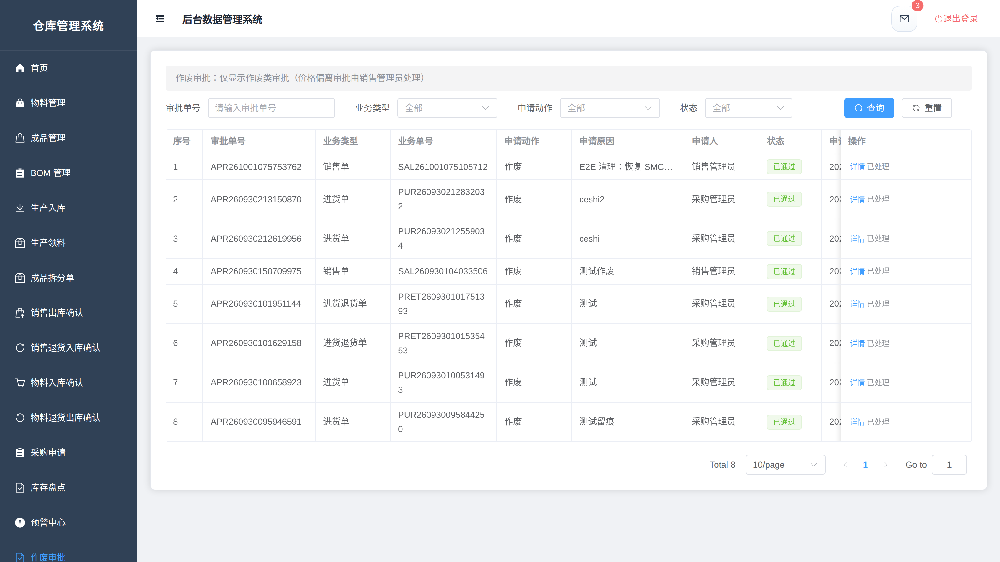 仓库管理系统
首页
物料管理
成品管理
BOM 管理
生产入库
生产领料
成品拆分单
销售出库确认
销售退货入库确认
物料入库确认
物料退货出库确认
采购申请
库存盘点
预警中心
作废审批
后台数据管理系统
3
退出登录
作废审批：仅显示作废类审批（价格偏离审批由销售管理员处理）
审批单号 请输入审批单号 业务类型 全部 申请动作 全部 状态 全部 查询 重置
序号 审批单号 业务类型 业务单号 申请动作 申请原因 申请人 状态 申 操作
1 APR261001075753762 销售单 SAL261001075105712 作废 E2E 清理：恢复 SMC… 销售管理员 已通过 202 详情 已处理
2 APR260930213150870 进货单 PUR26093021283203
2 作废 ceshi2 采购管理员 已通过 202 详情 已处理
3 APR260930212619956 进货单 PUR26093021255903
4 作废 ceshi 采购管理员 已通过 202 详情 已处理
4 APR260930150709975 销售单 SAL260930104033506 作废 测试作废 销售管理员 已通过 202 详情 已处理
5 APR260930101951144 进货退货单 PRET2609301017513
93 作废 测试 采购管理员 已通过 202 详情 已处理
6 APR260930101629158 进货退货单 PRET2609301015354
53 作废 测试 采购管理员 已通过 202 详情 已处理
7 APR260930100658923 进货单 PUR26093010053149
3 作废 测试 采购管理员 已通过 202 详情 已处理
8 APR260930095946591 进货单 PUR26093009584425
0 作废 测试留痕 采购管理员 已通过 202 详情 已处理
Total 8 10/page 1 Go to 1